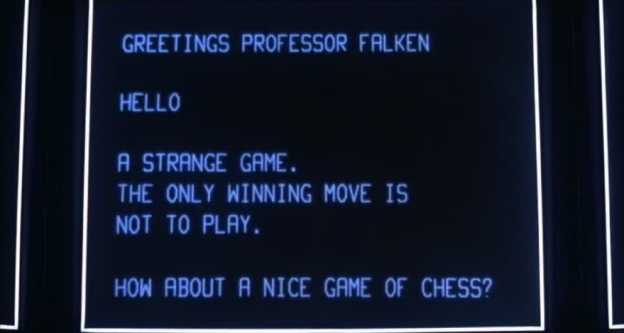 GREETINGS PROFESSOR FALKEN
HELLO
A STRANGE GAME.
THE ONLY WINNING MOVE IS
NOT TO PLAY.
HOW ABOUT A NICE GAME OF CHESS?